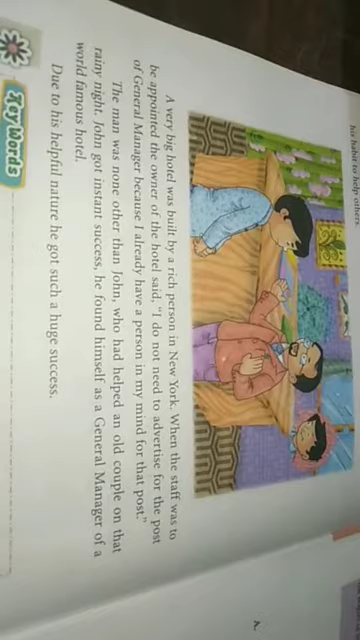 his habit to help others.
A very big hotel was built by a rich person in New York. When the staff was to
be appointed the owner of the hotel said, "I do not need to advertise for the post
of General Manager because I already have a person in my mind for that post."
The man was none other than John, who had helped an old couple on that
rainy night. John got instant success, he found himself as a General Manager of a
world famous hotel.
Due to his helpful nature he got such a huge success.
Key Words
A.